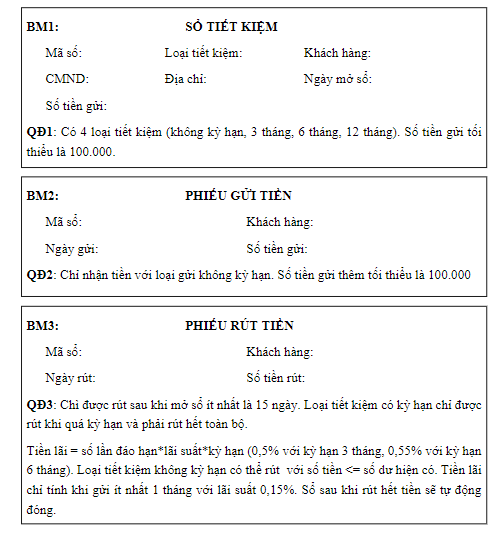 BM1: SỔ TIẾT KIỆM
Mã số: Loại tiết kiệm: Khách hàng:
CMND: Địa chỉ: Ngày mở sổ:
Số tiền gửi:
QĐ1: Có 4 loại tiết kiệm (không kỳ hạn, 3 tháng, 6 tháng, 12 tháng). Số tiền gửi tối
thiểu là 100.000.
BM2: PHIẾU GỬI TIỀN
Mã sổ: Khách hàng:
Ngày gửi: Số tiền gửi:
QĐ2: Chỉ nhận tiền với loại gửi không kỳ hạn. Số tiền gửi thêm tối thiểu là 100.000
BM3: PHIẾU RÚT TIỀN
Mã sổ: Khách hàng:
Ngày rút: Số tiền rút:
QĐ3: Chỉ được rút sau khi mở sổ ít nhất là 15 ngày. Loại tiết kiệm có kỳ hạn chỉ được
rút khi quá kỳ hạn và phải rút hết toàn bộ.
Tiền lãi = số lần đáo hạn*lãi suất*kỳ hạn (0,5% với kỳ hạn 3 tháng, 0,55% với kỳ hạn
6 tháng). Loại tiết kiệm không kỳ hạn có thể rút với số tiền <= số dư hiện có. Tiền lãi
chỉ tính khi gửi ít nhất 1 tháng với lãi suất 0,15%. Sổ sau khi rút hết tiền sẽ tự động
đóng.